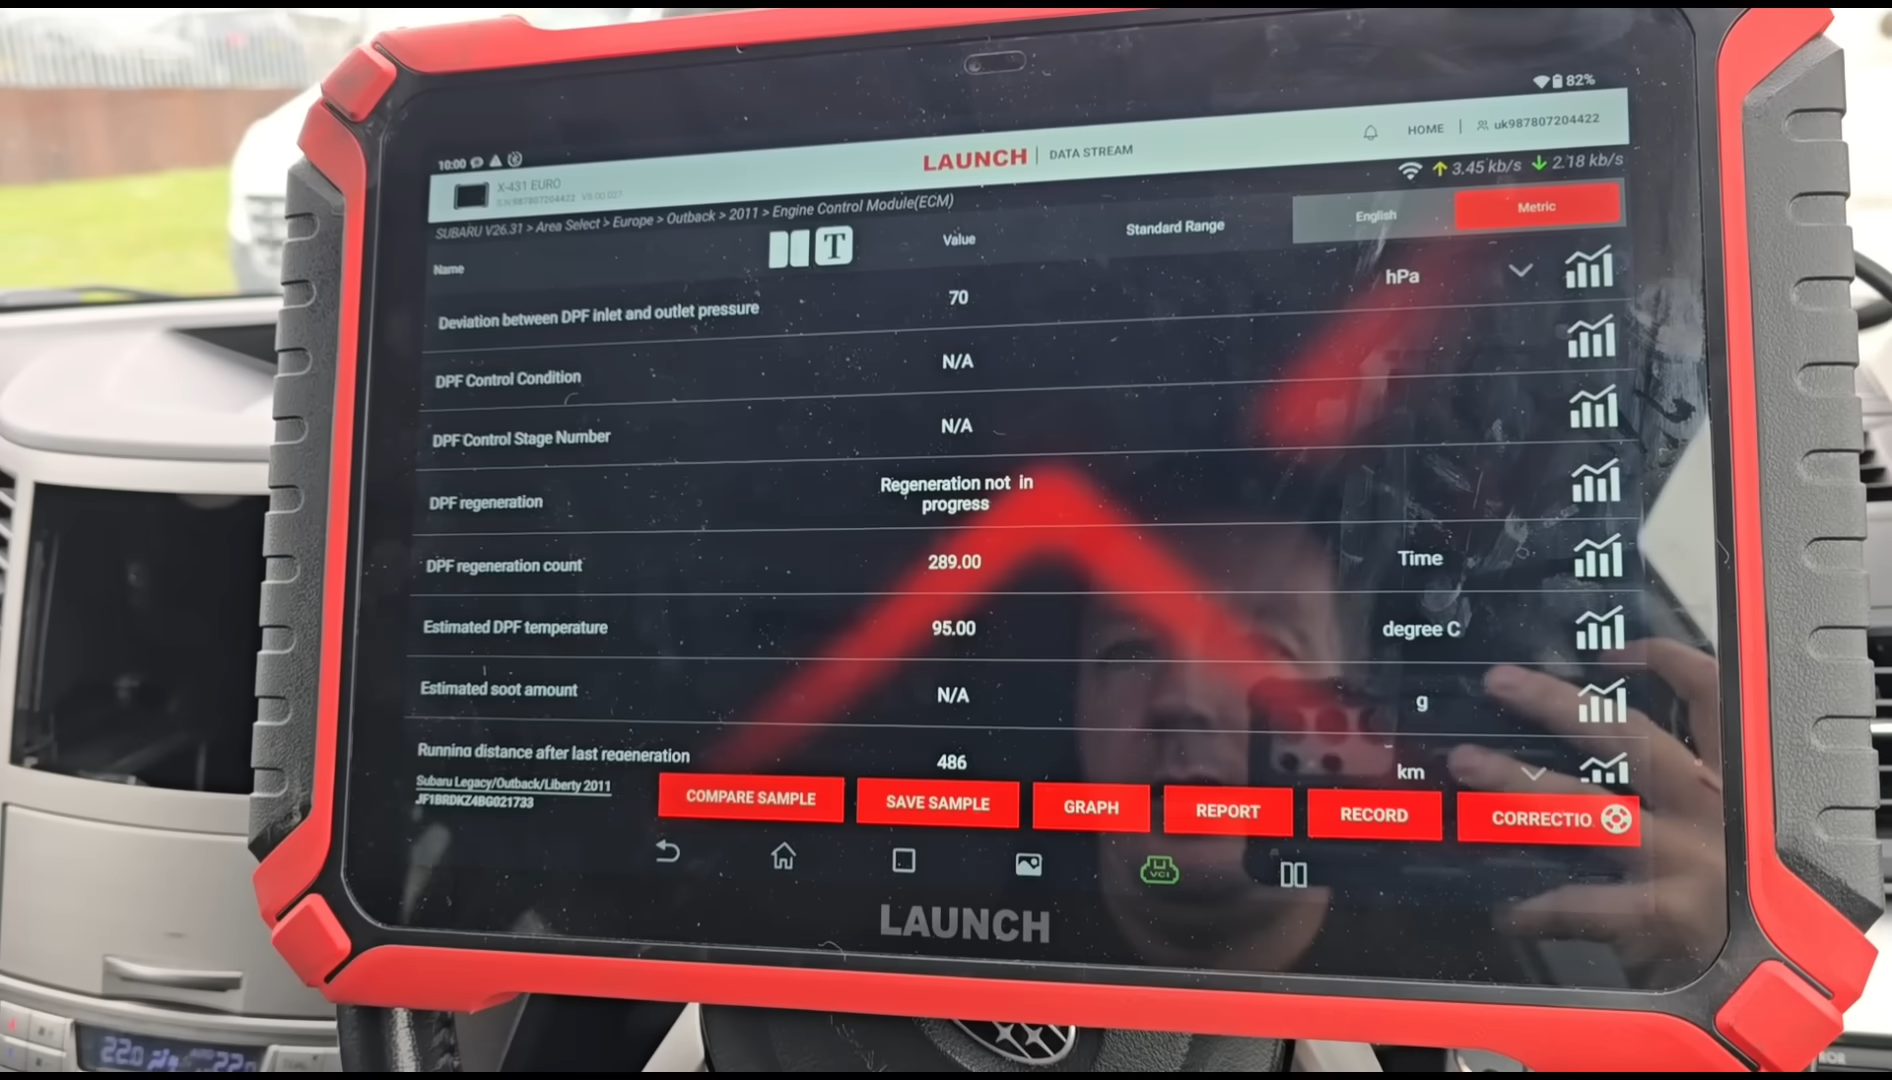 10:00
82%
X-431 EURO
LAUNCH | DATA STREAM
HOME | uk987807204422
3.45 kb/s 2.18 kb/s
SUBARU V26.31 > Area Select > Europe > Outback > 2011 > Engine Control Module(ECM)
Name
T
Value
Standard Range
English
Metric
Deviation between DPF inlet and outlet pressure 70 hPa
DPF Control Condition N/A
DPF Control Stage Number N/A
DPF regeneration Regeneration not in
progress
DPF regeneration count 289.00 Time
Estimated DPF temperature 95.00 degree C
Estimated soot amount N/A g
Running distance after last regeneration 486 km
Subaru Legacy/Outback/Liberty 2011
JF1BRDKZ4BG021733
COMPARE SAMPLE
SAVE SAMPLE
GRAPH
REPORT
RECORD
CORRECTIO
VCI
LAUNCH
22.0